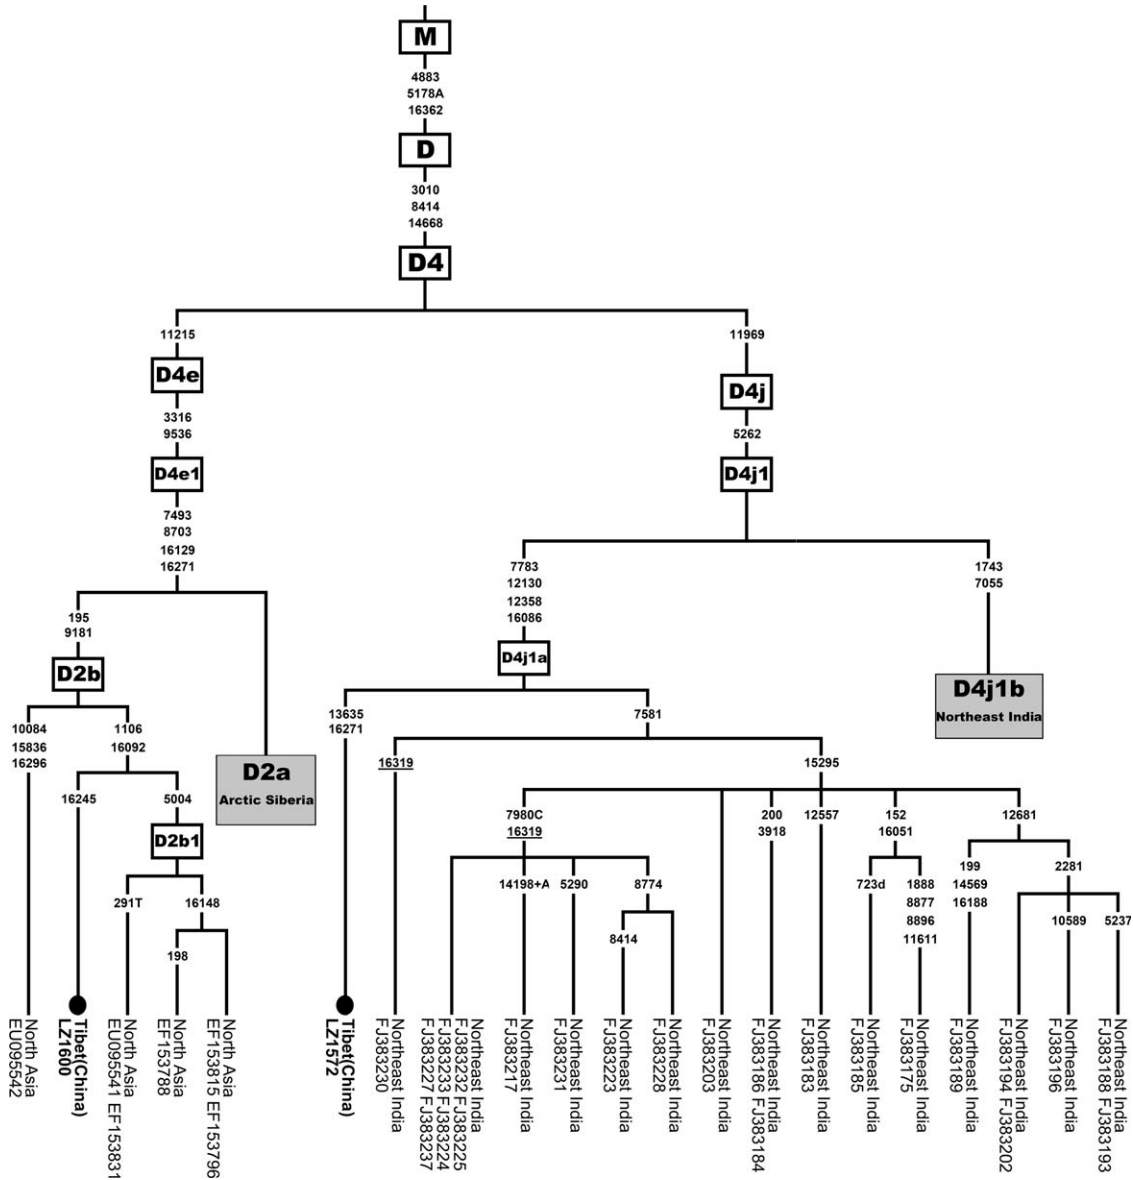 M
4883
5178A
16362
D
3010
8414
14668
D4
11215
11969
D4e
D4j
3316
9536
5262
D4e1
D4j1
7493
8703
16129
16271
7783
12130
12358
16086
1743
7055
195
9181
D2b
D4j1a
D4j1b
Northeast India
10084
15836
16296
1106
16092
13635
16271
7581
D2a
Arctic Siberia
16319
15295
16245
5004
D2b1
7980C
16319
200
3918
12557
152
16051
12681
291T
16148
14198+A
5290
8774
723d
1888
8877
8896
11611
199
14569
16188
2281
198
8414
10589
5237
North Asia
EU095542
Tibet(China)
LZ1600
North Asia
EU095541 EF153831
North Asia
EF153788
North Asia
EF153815 EF153796
Tibet(China)
LZ1572
Northeast India
FJ383230
Northeast India
FJ383232 FJ383225
FJ383233 FJ383224
FJ383227 FJ383237
Northeast India
FJ383217
Northeast India
FJ383231
Northeast India
FJ383223
Northeast India
FJ383228
Northeast India
FJ383203
Northeast India
FJ383186 FJ383184
Northeast India
FJ383183
Northeast India
FJ383185
Northeast India
FJ383175
Northeast India
FJ383189
Northeast India
FJ383194 FJ383202
Northeast India
FJ383196
Northeast India
FJ383188 FJ383193